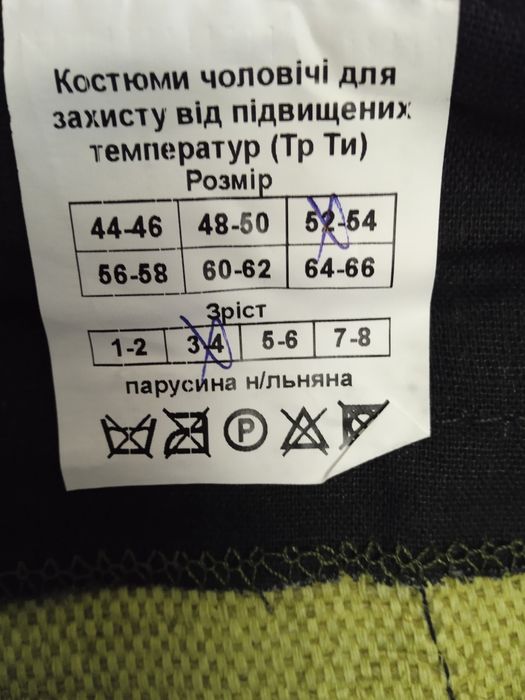 Костюми чоловічі для
захисту від підвищених
температур (Тр Ти)
Розмір
44-46 48-50 52-54
56-58 60-62 64-66
Зріст
1-2 3-4 5-6 7-8
парусина н/льняна
P